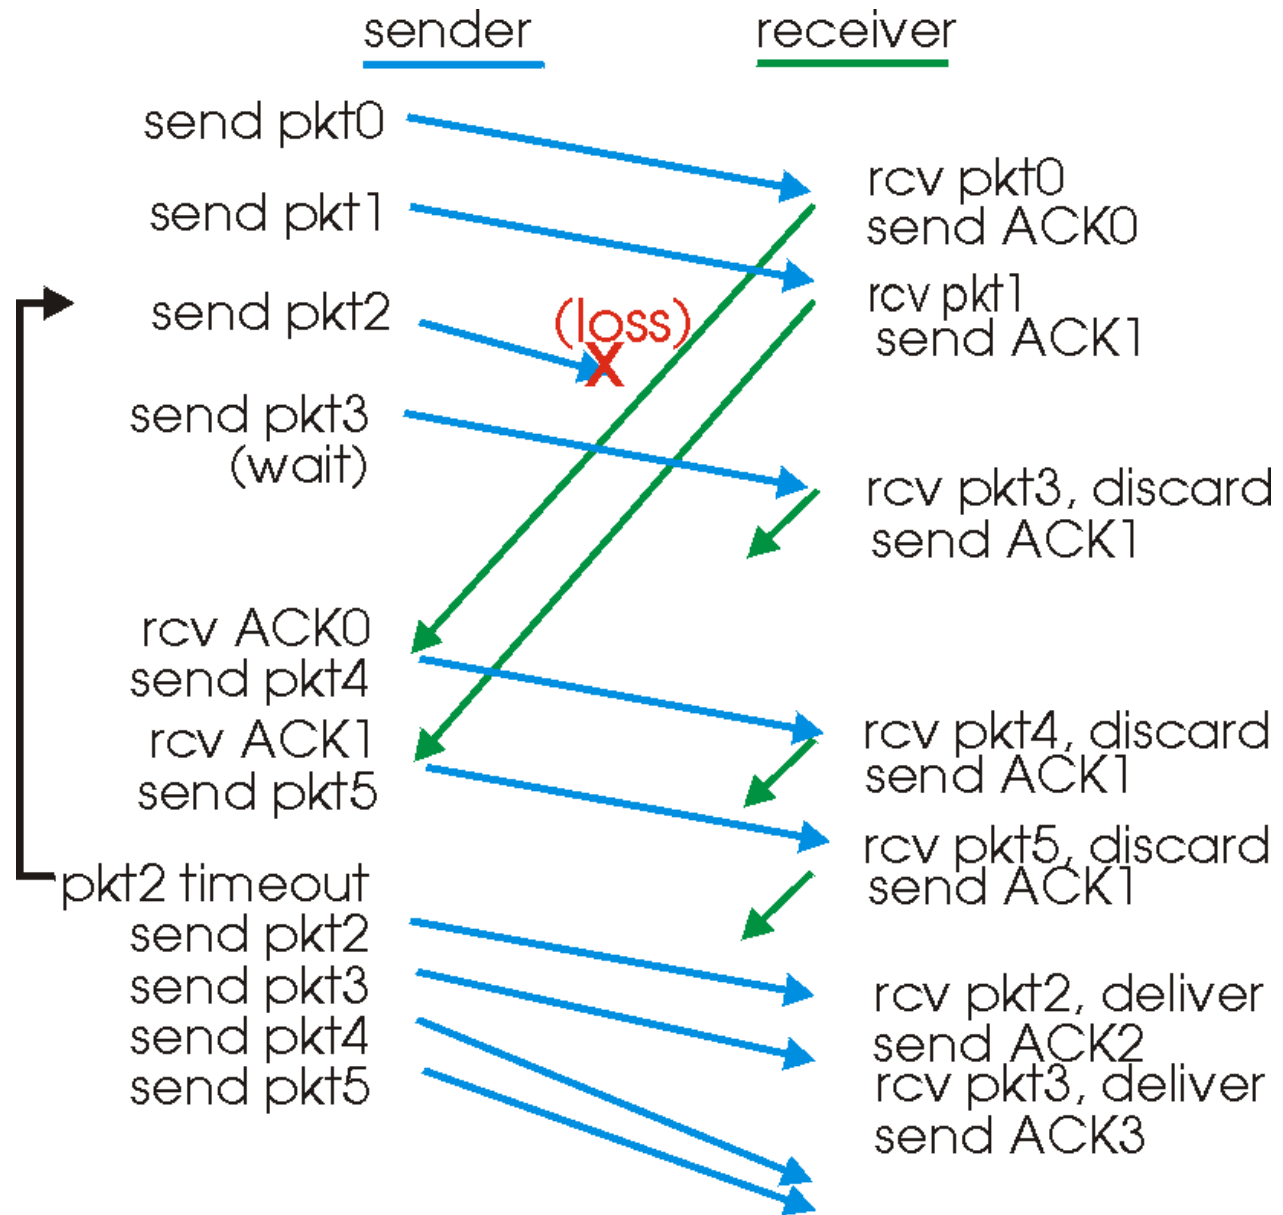 sender
receiver
send pkt0
rcv pkt0
send ACK0
send pkt1
rcv pkt1
send ACK1
send pkt2
(loss)
X
send pkt3
(wait)
rcv pkt3, discard
send ACK1
rcv ACK0
send pkt4
rcv ACK1
send pkt5
rcv pkt4, discard
send ACK1
rcv pkt5, discard
send ACK1
pkt2 timeout
send pkt2
send pkt3
send pkt4
send pkt5
rcv pkt2, deliver
send ACK2
rcv pkt3, deliver
send ACK3